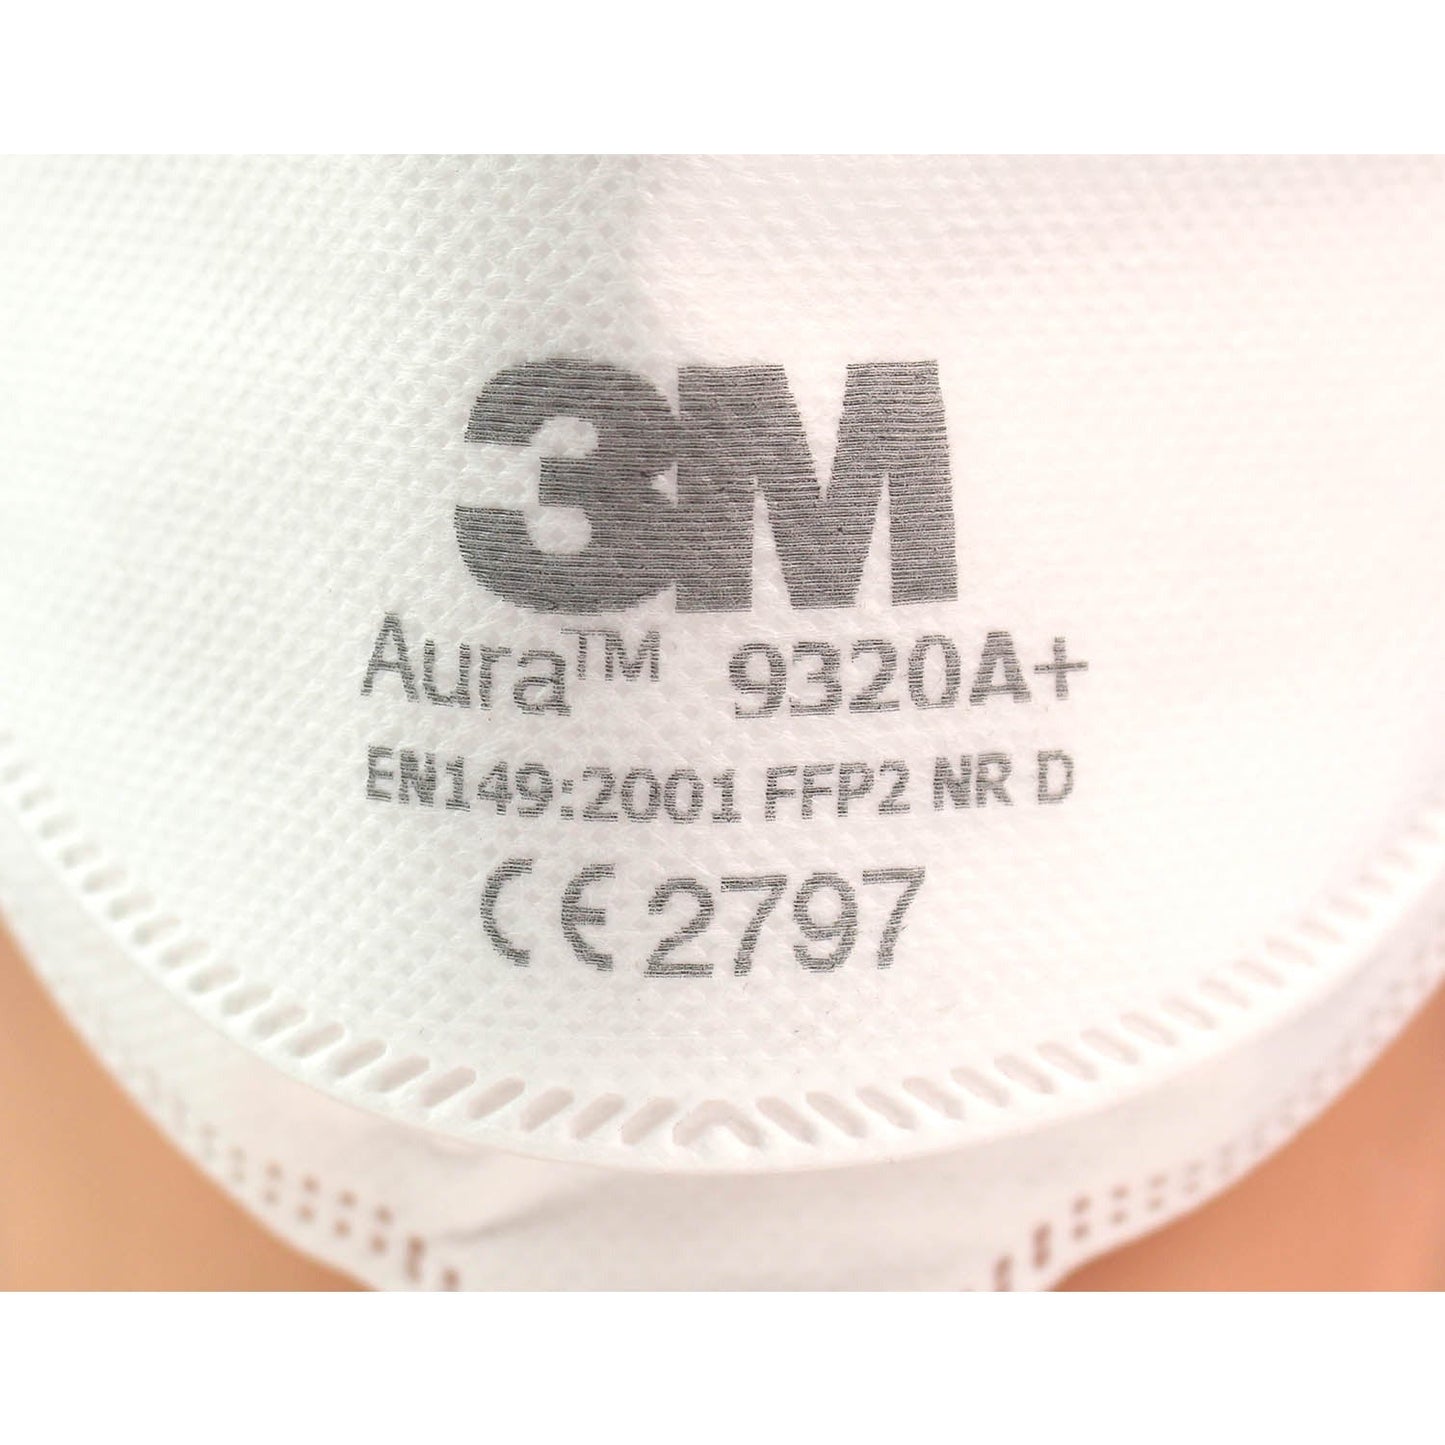 3M
Aura™ 9320A+
EN149:2001 FFP2 NR D
CE 2797